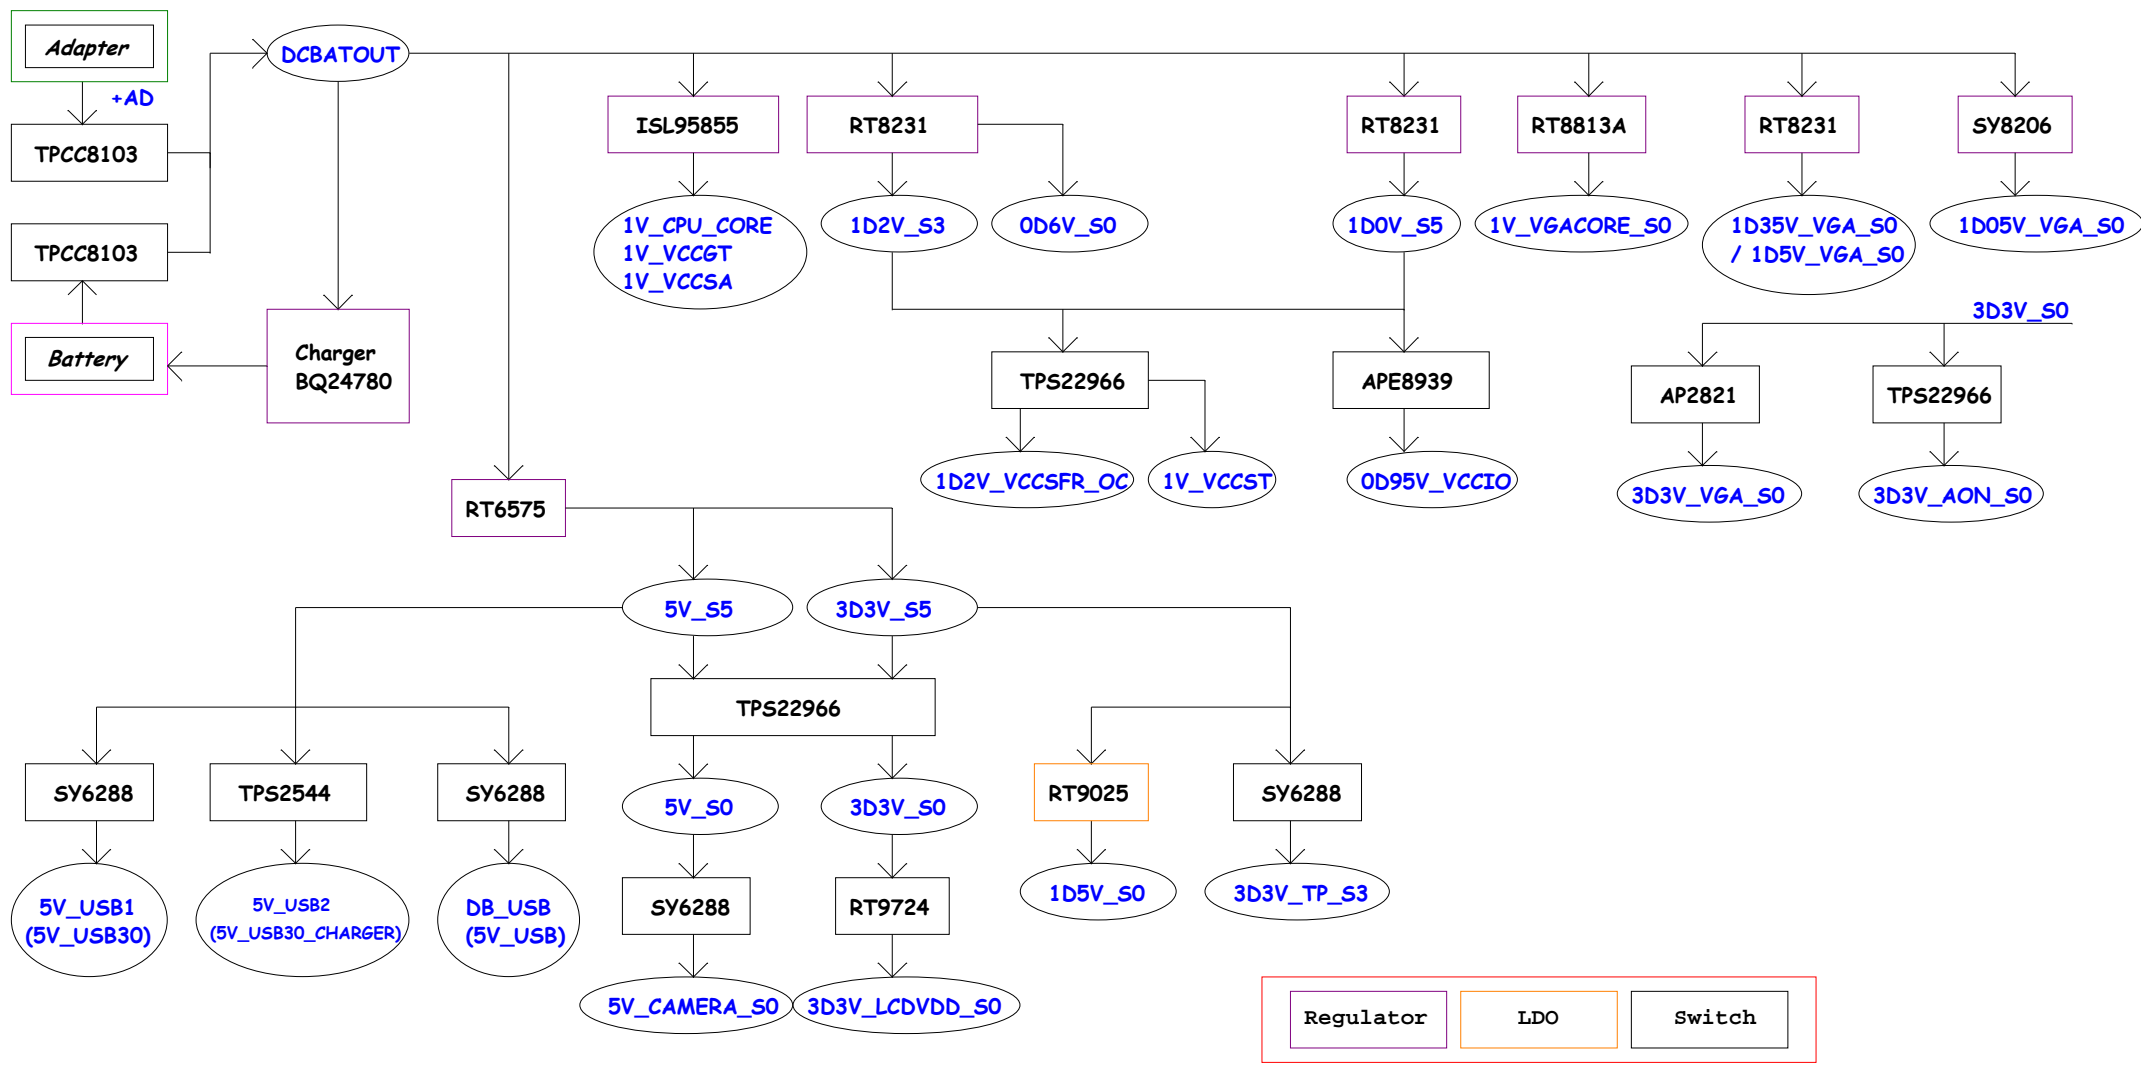 Adapter
+AD
TPCC8103
TPCC8103
Battery
DCBATOUT
Charger
BQ24780
ISL95855
RT8231
RT8231
RT8813A
RT8231
SY8206
1V_CPU_CORE
1V_VCCGT
1V_VCCSA
1D2V_S3
0D6V_S0
1D0V_S5
1V_VGACORE_S0
1D35V_VGA_S0
/ 1D5V_VGA_S0
1D05V_VGA_S0
3D3V_S0
TPS22966
APE8939
AP2821
TPS22966
1D2V_VCCSFR_OC
1V_VCCST
0D95V_VCCIO
3D3V_VGA_S0
3D3V_AON_S0
RT6575
5V_S5
3D3V_S5
TPS22966
SY6288
TPS2544
SY6288
5V_S0
3D3V_S0
RT9025
SY6288
5V_USB1
(5V_USB30)
5V_USB2
(5V_USB30_CHARGER)
DB_USB
(5V_USB)
SY6288
RT9724
1D5V_S0
3D3V_TP_S3
5V_CAMERA_S0
3D3V_LCDVDD_S0
Regulator
LDO
Switch